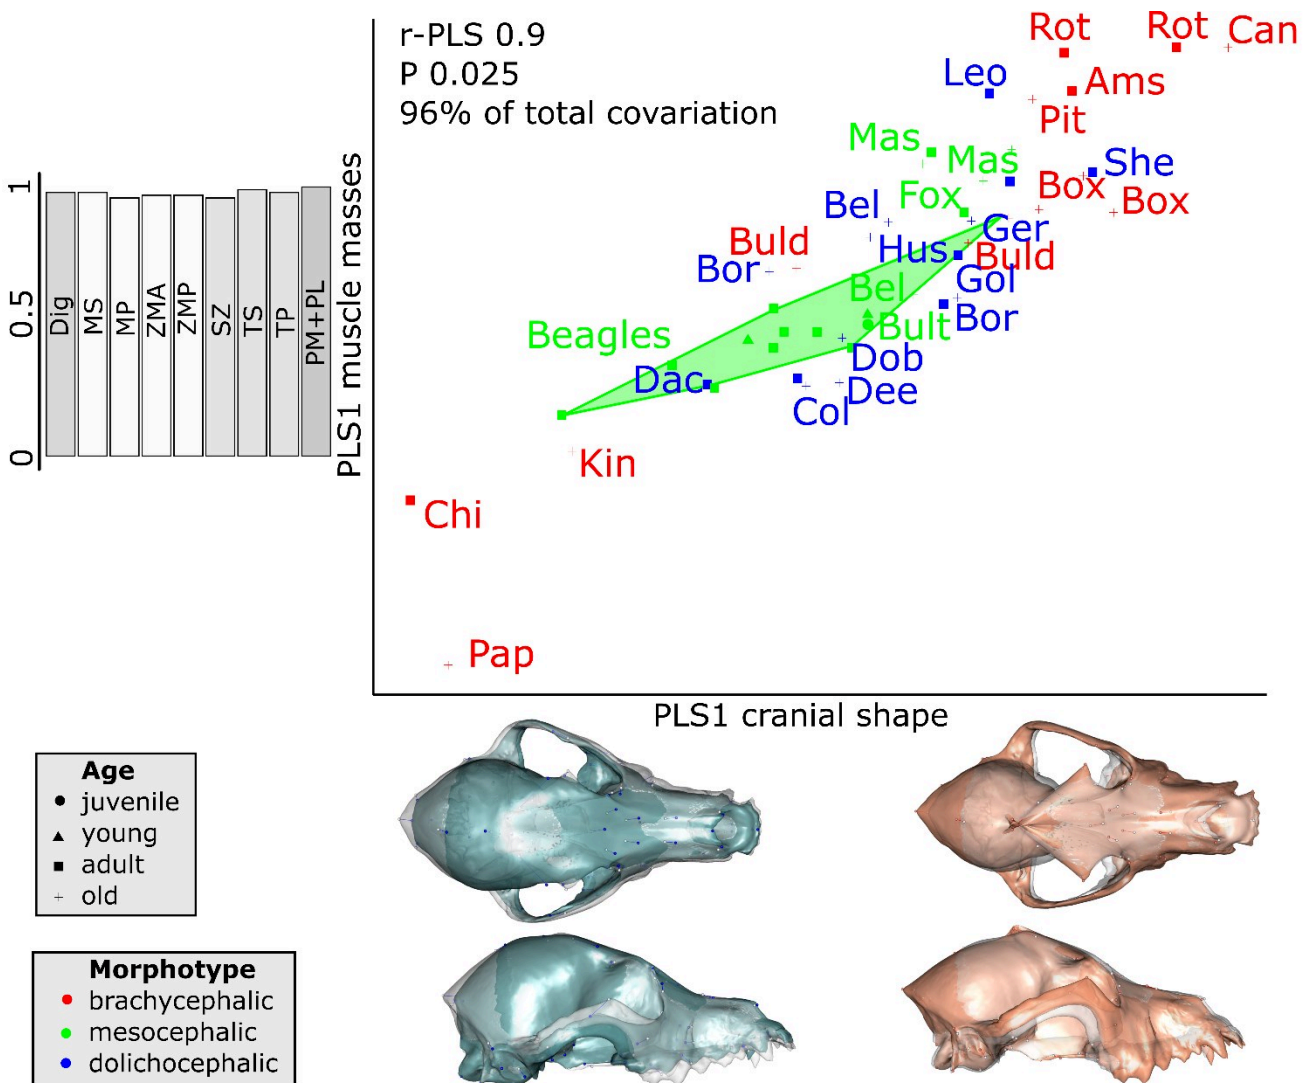 r-PLS 0.9
P 0.025
96% of total covariation
Rot
Rot
Can
Leo
Ams
Pit
Mas
Mas
She
Box
Box
Fox
Bel
Ger
Buld
Hus
Buld
Bor
Bel
Gol
Bor
Beagles
Bult
Dob
Dac
Dee
Col
Kin
Chi
Pap
1
0.5
0
Dig
MS
MP
ZMA
ZMP
SZ
TS
TP
PM+PL
PLS1 muscle masses
PLS1 cranial shape
Age
juvenile
young
adult
old
Morphotype
brachycephalic
mesocephalic
dolichocephalic